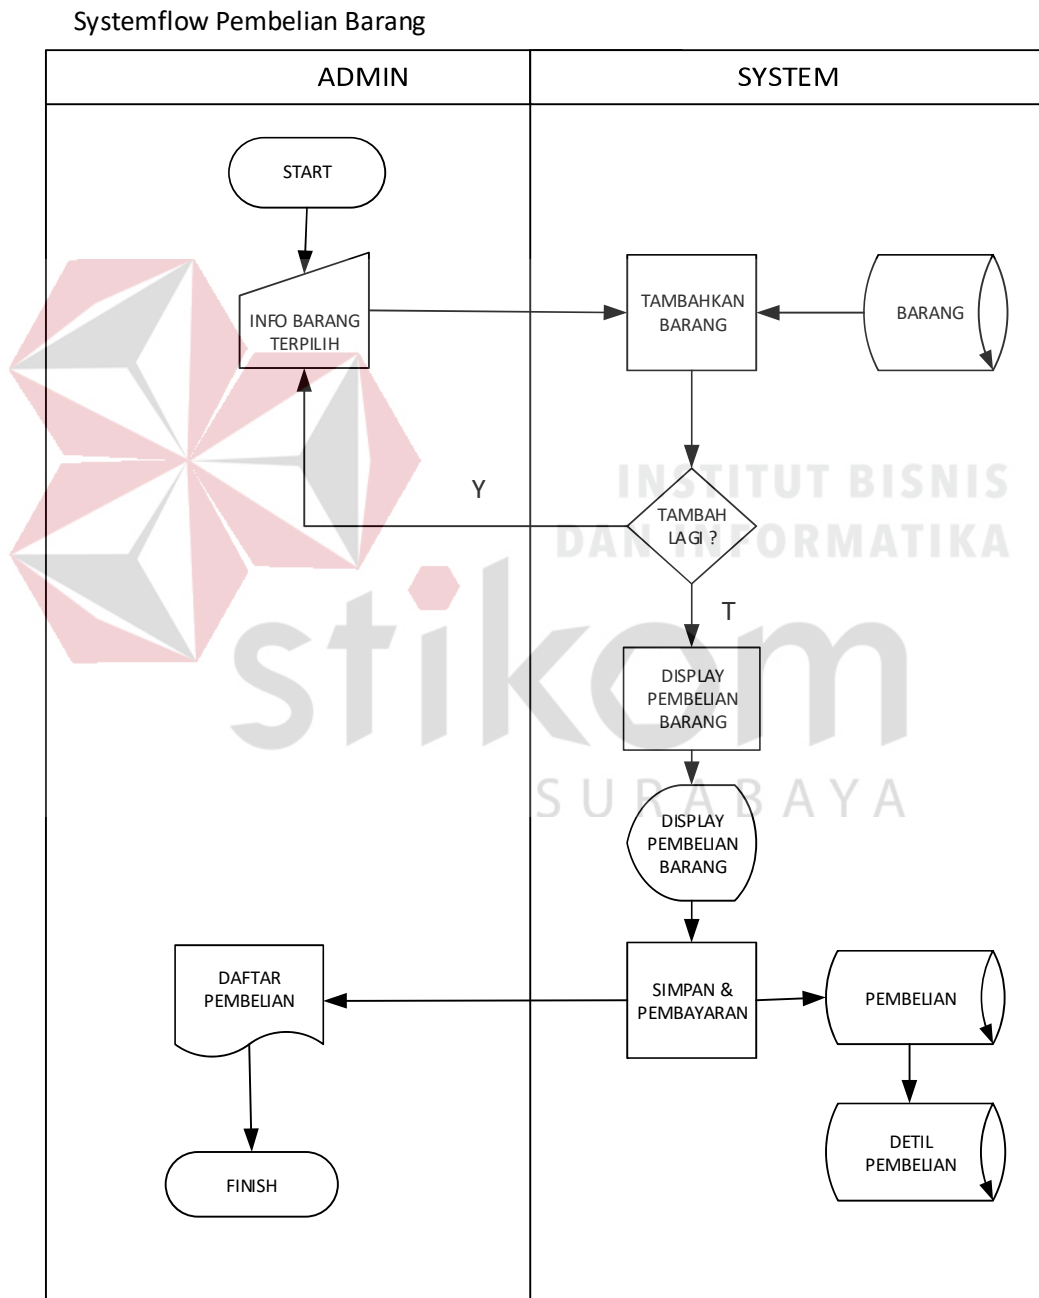 Systemflow Pembelian Barang
ADMIN
SYSTEM
START
INFO BARANG
TERPILIH
TAMBAHKAN
BARANG
BARANG
Y
TAMBAH
LAGI ?
INSTITUT BISNIS
DAN INFORMATIKA
T
stikom
SURABAYA
DISPLAY
PEMBELIAN
BARANG
DISPLAY
PEMBELIAN
BARANG
DAFTAR
PEMBELIAN
SIMPAN &
PEMBAYARAN
PEMBELIAN
DETIL
PEMBELIAN
FINISH